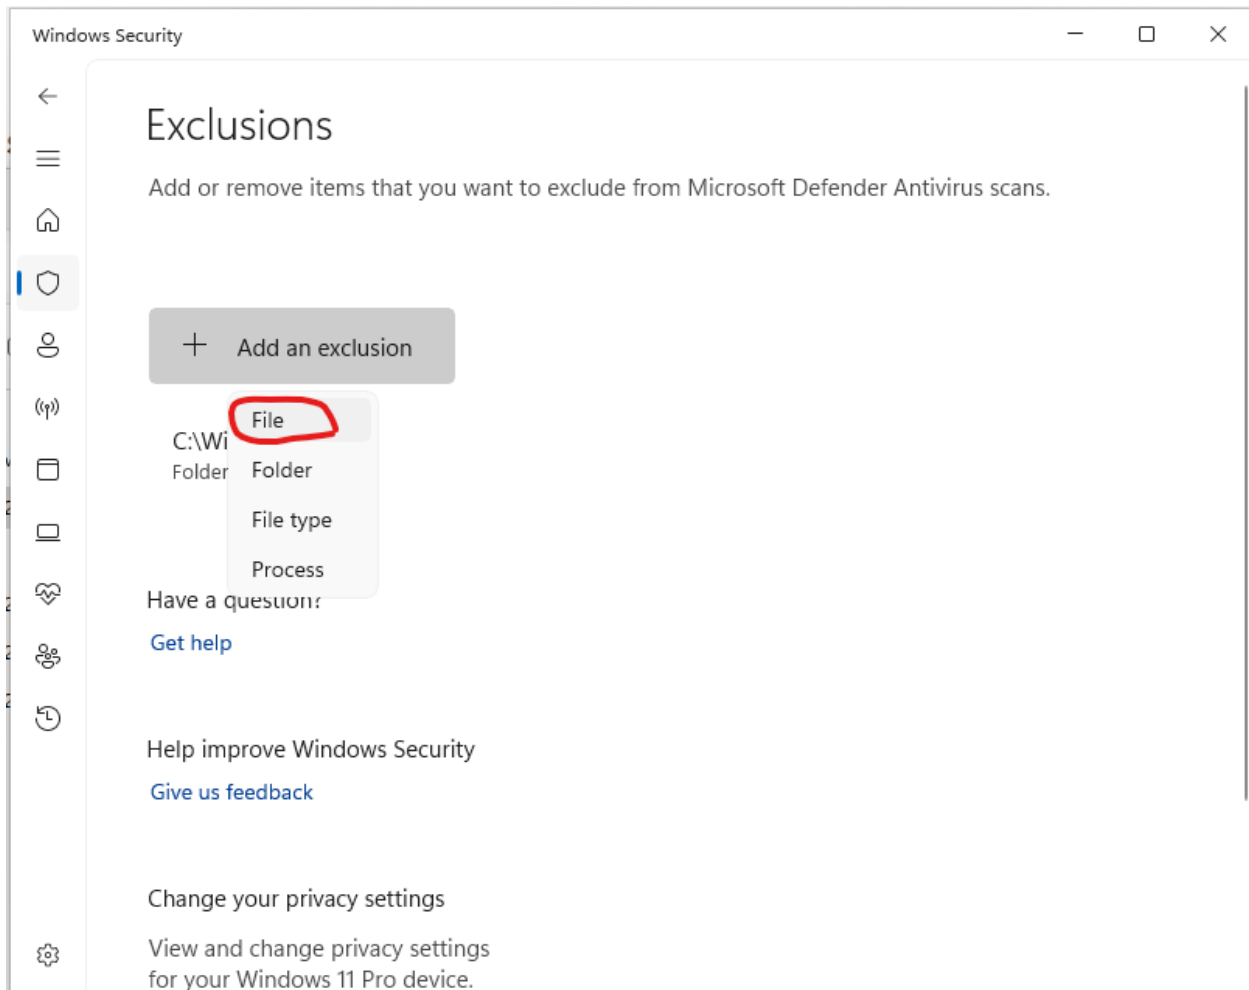 Windows Security
Exclusions
Add or remove items that you want to exclude from Microsoft Defender Antivirus scans.
Add an exclusion
File
C:\Wi
Folder
Folder
File type
Process
Have a question?
Get help
Help improve Windows Security
Give us feedback
Change your privacy settings
View and change privacy settings
for your Windows 11 Pro device.